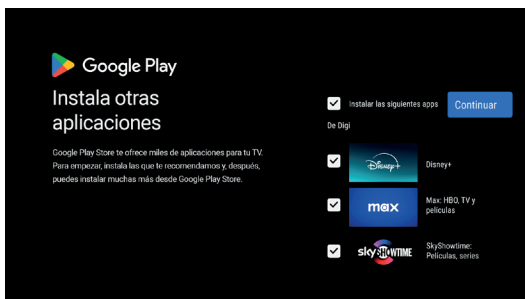 Google Play
Instala otras
aplicaciones
Google Play Store te ofrece miles de aplicaciones para tu TV.
Para empezar, instala las que te recomendamos y, después,
puedes instalar muchas más desde Google Play Store.
Instalar las siguientes apps
Continuar
De Digi
Disney+
Disney+
max
Max: HBO, TV y
películas
sky SHOWTIME
SkyShowtime:
Películas, series